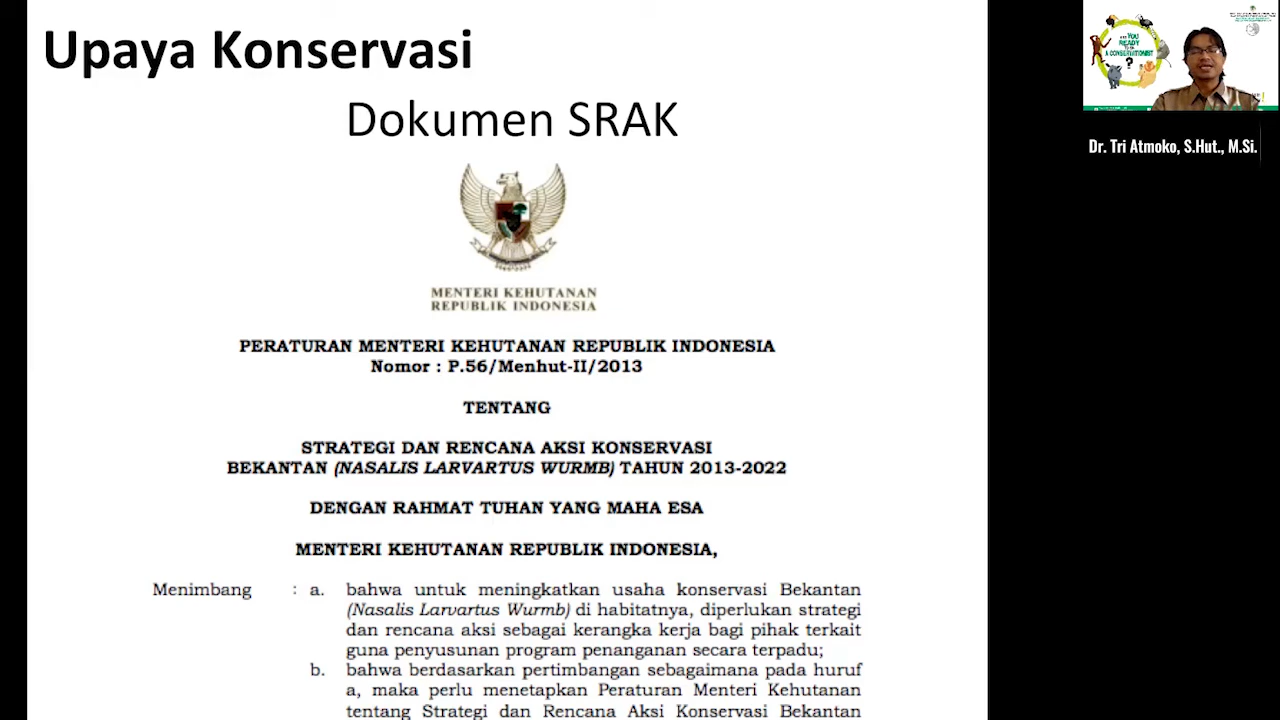 Upaya Konservasi
Dokumen SRAK
MENTERI KEHUTANAN
REPUBLIK INDONESIA
PERATURAN MENTERI KEHUTANAN REPUBLIK INDONESIA
Nomor : P.56/Menhut-II/2013
TENTANG
STRATEGI DAN RENCANA AKSI KONSERVASI
BEKANTAN (NASALIS LARVARTUS WURMB) TAHUN 2013-2022
DENGAN RAHMAT TUHAN YANG MAHA ESA
MENTERI KEHUTANAN REPUBLIK INDONESIA,
Menimbang : a. bahwa untuk meningkatkan usaha konservasi Bekantan
(Nasalis Larvartus Wurmb) di habitatnya, diperlukan strategi
dan rencana aksi sebagai kerangka kerja bagi pihak terkait
guna penyusunan program penanganan secara terpadu;
b. bahwa berdasarkan pertimbangan sebagaimana pada huruf
a, maka perlu menetapkan Peraturan Menteri Kehutanan
tentang Strategi dan Rencana Aksi Konservasi Bekantan
YOU
READY
A CONSERVATIONIST
?
Dr. Tri Atmoko, S.Hut., M.Si.